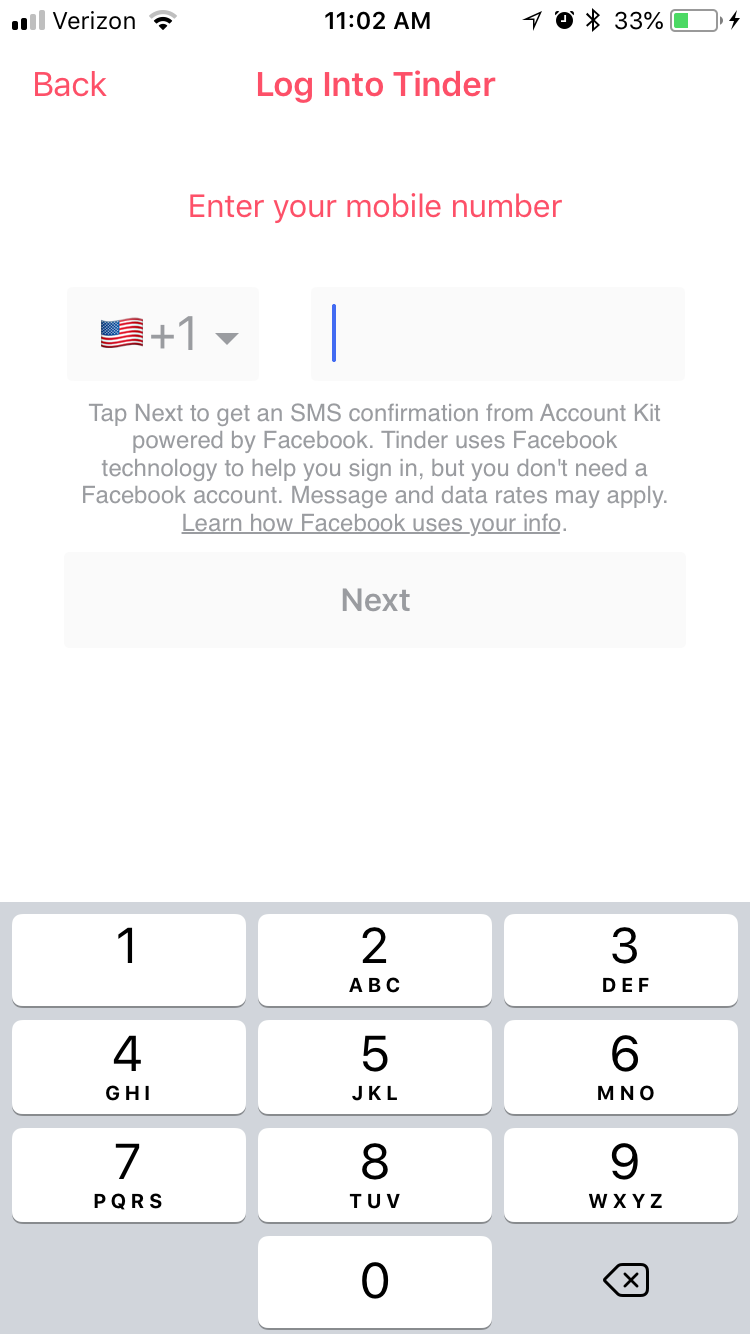 Verizon 11:02 AM 33%
Back Log Into Tinder
Enter your mobile number
+1
Tap Next to get an SMS confirmation from Account Kit
powered by Facebook. Tinder uses Facebook
technology to help you sign in, but you don't need a
Facebook account. Message and data rates may apply.
Learn how Facebook uses your info.
Next
1 2 3
ABC DEF
4 5 6
GHI JKL MNO
7 8 9
PQRS TUV WXYZ
0